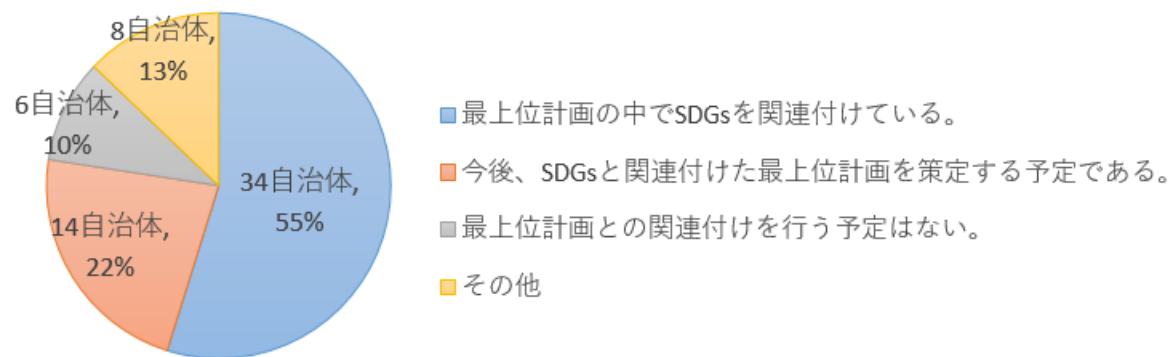 8自治体,
13%
6自治体,
10%
34自治体,
55%
14自治体,
22%
最上位計画の中でSDGsを関連付けている。
今後、SDGsと関連付けた最上位計画を策定する予定である。
最上位計画との関連付けを行う予定はない。
その他